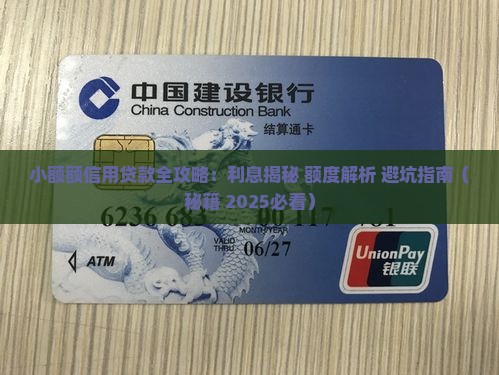 中国建设银行
China Construction Bank
结算通卡
小额额信用贷款全攻略：利息揭秘 额度解析 避坑指南（
秘籍 2025必看）
6236 683
MONTH/YEAR
VALID
THRU
06/27
ATM
UnionPay
银联